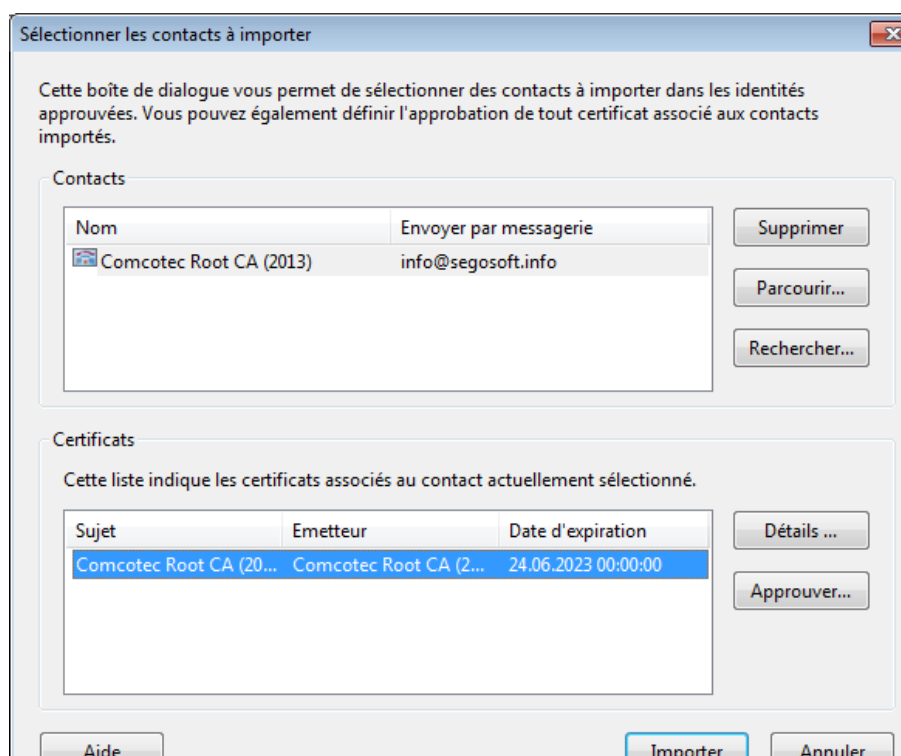 Sélectionner les contacts à importer
Cette boîte de dialogue vous permet de sélectionner des contacts à importer dans les identités
approuvées. Vous pouvez également définir l'approbation de tout certificat associé aux contacts
importés.
Contacts
Nom Envoyer par messagerie
Comcotec Root CA (2013) info@segosoft.info
Supprimer
Parcourir...
Rechercher...
Certificats
Cette liste indique les certificats associés au contact actuellement sélectionné.
Sujet Emetteur Date d'expiration
Comcotec Root CA (20... Comcotec Root CA (2... 24.06.2023 00:00:00
Détails ...
Approuver...
Aide Importer Annuler